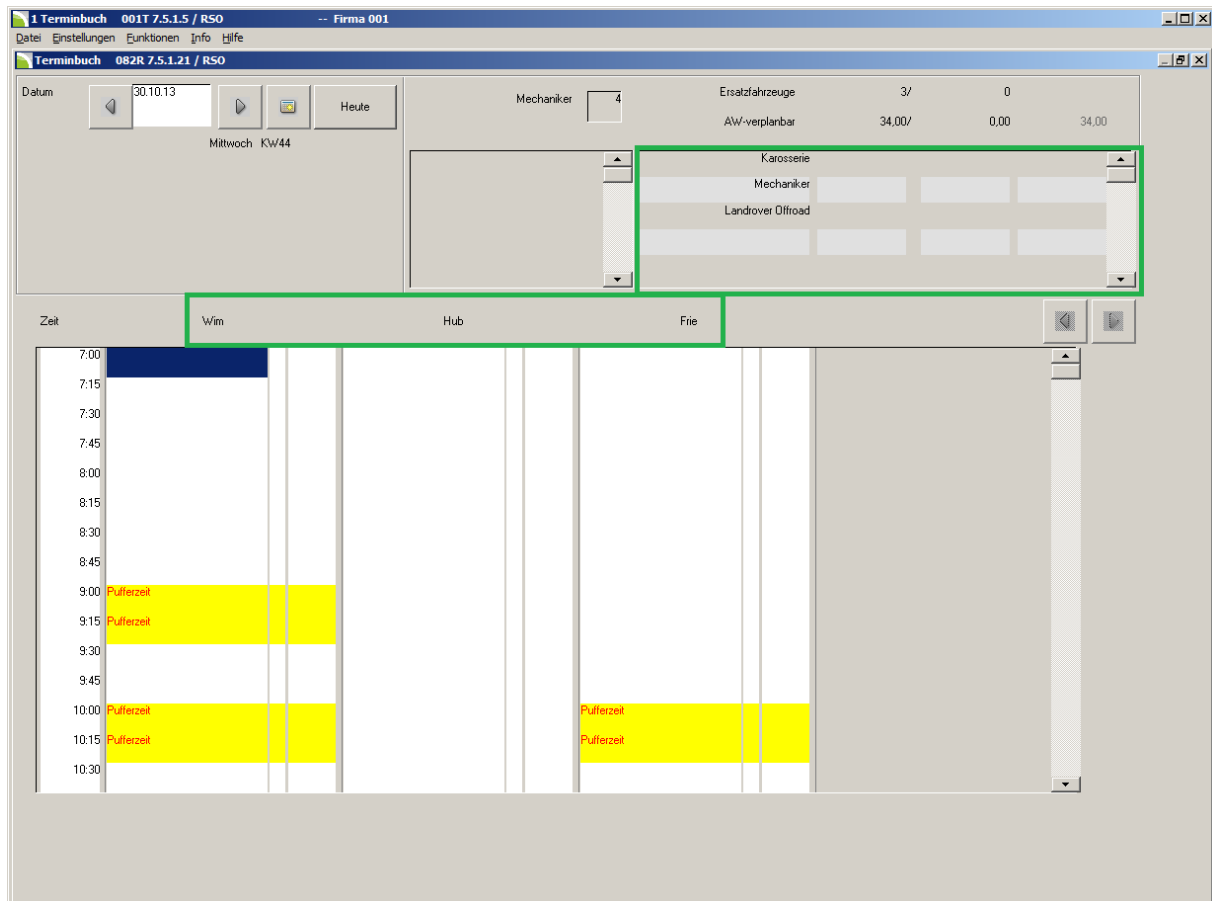 1 Terminbuch 001T 7.5.1.5 / RSO -- Firma 001
Datei Einstellungen Funktionen Info Hilfe
Terminbuch 082R 7.5.1.21 / RSO
Datum 30.10.13 Heute Mechaniker 4 Ersatzfahrzeuge 3/ 0
AW-verplanbar 34,00/ 0,00 34,00
Mittwoch KW44
Karosserie
Mechaniker
Landrover Offroad
Zeit Wim Hub Frie
7:00
7:15
7:30
7:45
8:00
8:15
8:30
8:45
9:00 Pufferzeit
9:15 Pufferzeit
9:30
9:45
10:00 Pufferzeit Pufferzeit
10:15 Pufferzeit Pufferzeit
10:30